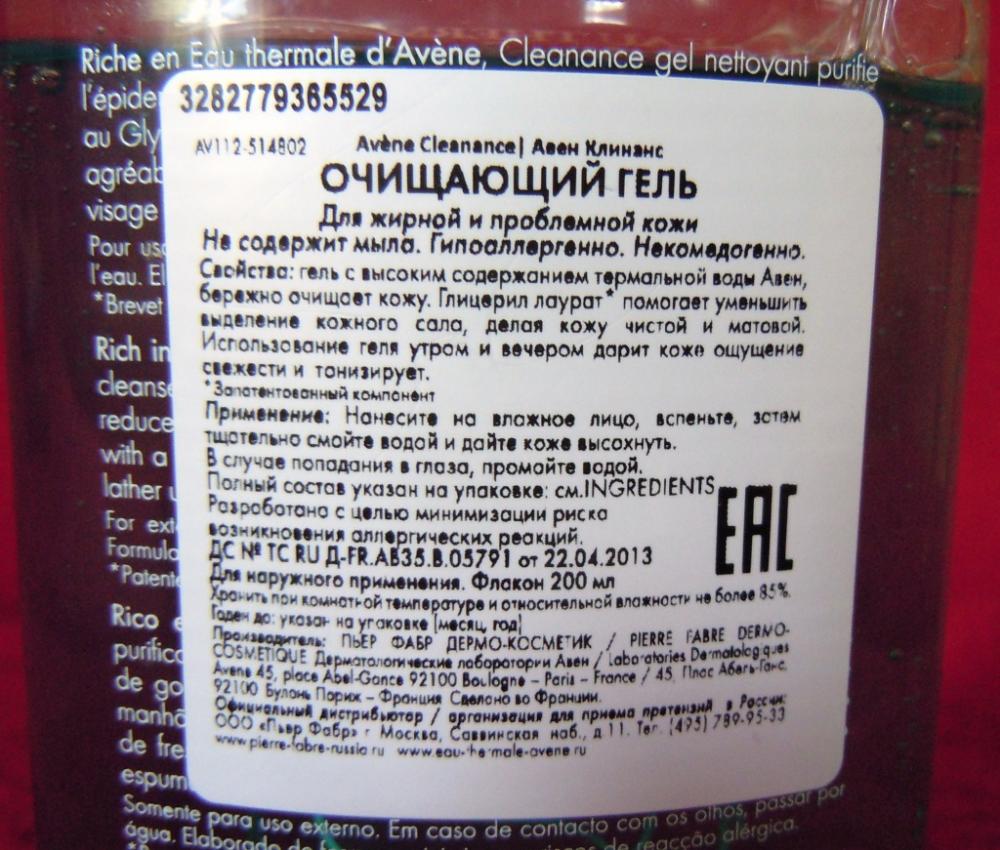 Riche en Eau thermale d'Avène, Cleanance gel nettoyant purifie
l'épide
au Gly
agréab
visage
Pour us
l'eau. El
*Brevet
Rich in
cleanse
reduce
with a
lather u
For ext
Formula
*Patente
Rico e
purifica
de go
manhã
de fre
espum
Somente para uso externo. Em caso de contacto com os olhos, passar por
água. Elaborado de
reacção alérgica.
3282779365529
AV112-514802 Avène Cleanance| Авен Клинанс
ОЧИЩАЮЩИЙ ГЕЛЬ
Для жирной и проблемной кожи
Не содержит мыла. Гипоаллергенно. Некомедогенно.
Свойства: гель с высоким содержанием термальной воды Авен,
бережно очищает кожу. Глицерил лаурат* помогает уменьшить
выделение кожного сала, делая кожу чистой и матовой.
Использование геля утром и вечером дарит коже ощущение
свежести и тонизирует.
*Запатентованный компонент
Применение: Нанесите на влажное лицо, вспеньте, затем
тщательно смойте водой и дайте коже высохнуть.
В случае попадания в глаза, промойте водой.
Полный состав указан на упаковке: см.INGREDIENTS
Разработано с целью минимизации риска
возникновения аллергических реакций.
ДС № ТС RU Д-FR.АВ35.В.05791 от 22.04.2013
EAC
Для наружного применения. Флакон 200 мл
Хранить при комнатной температуре и относительной влажности не более 85%.
Годен до: указан на упаковке (месяц, год)
Производитель: ПЬЕР ФАБР ДЕРМО-КОСМЕТИК / PIERRE FABRE DERMO-
COSMETIQUE Дерматологические лаборатории Авен / Laboratories Dermatologiques
Avene 45, place Abel-Gance 92100 Boulogne – Paris – France / 45, Плас Абель-Ганс,
92100 Булонь Париж – Франция Сделано во Франции.
Официальный дистрибьютор / организация для приема претензий в России:
ООО «Пьер Фабр» г Москва, Саввинская наб., д 11. Тел. (495) 789-95-33
www.pierre-fabre-russia.ru www.eau-thermale-avene.ru